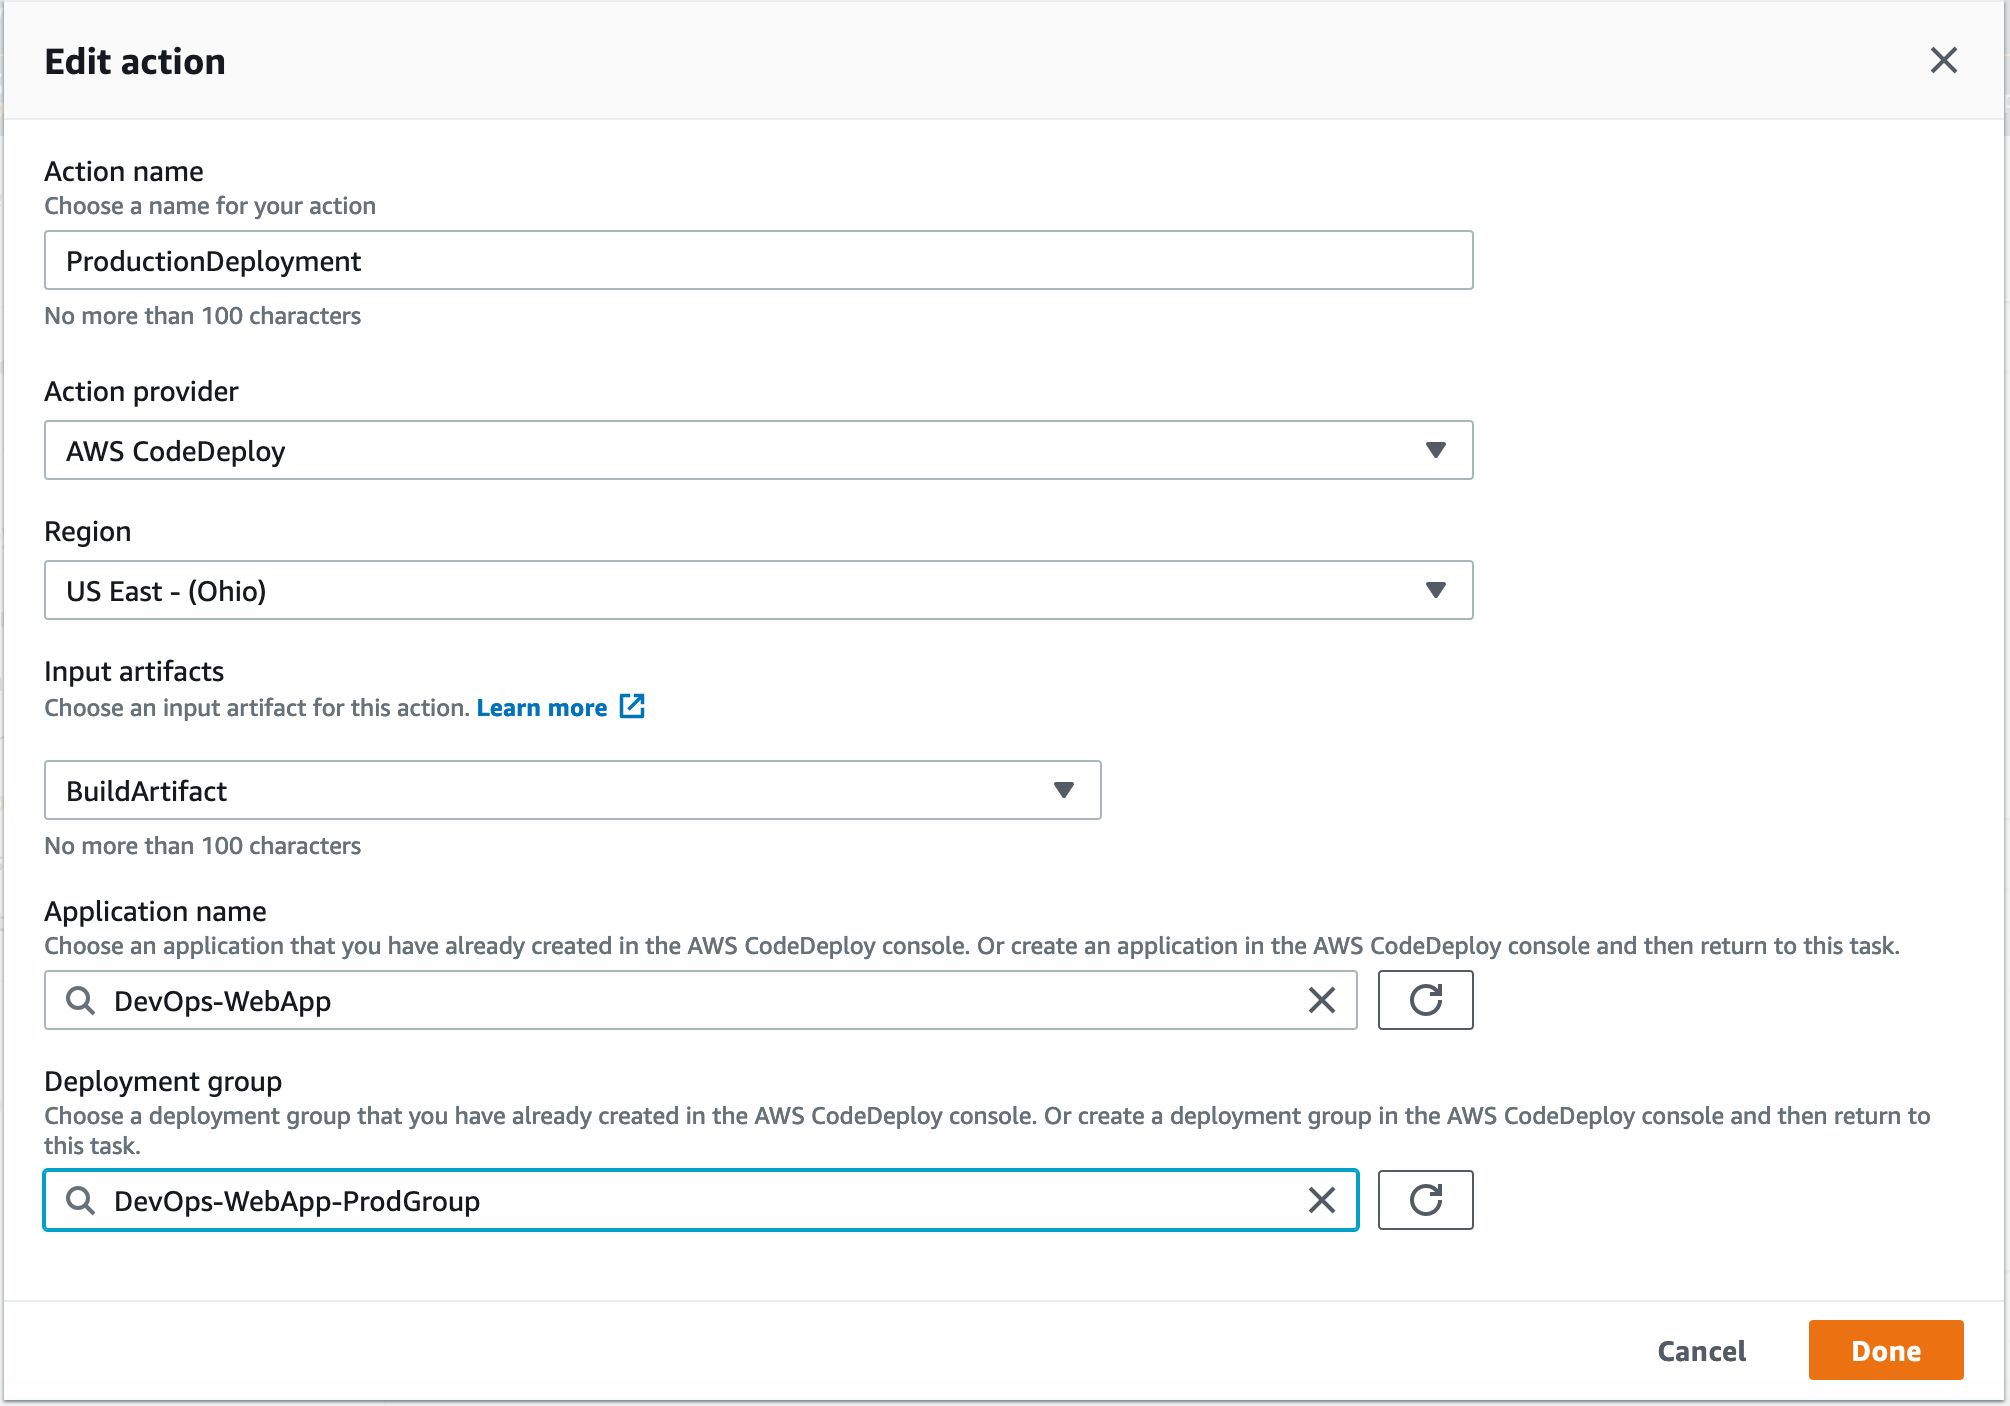 Edit action
Action name
Choose a name for your action
ProductionDeployment
No more than 100 characters
Action provider
AWS CodeDeploy
Region
US East - (Ohio)
Input artifacts
Choose an input artifact for this action. Learn more
BuildArtifact
No more than 100 characters
Application name
Choose an application that you have already created in the AWS CodeDeploy console. Or create an application in the AWS CodeDeploy console and then return to this task.
DevOps-WebApp
Deployment group
Choose a deployment group that you have already created in the AWS CodeDeploy console. Or create a deployment group in the AWS CodeDeploy console and then return to
this task.
DevOps-WebApp-ProdGroup
Cancel
Done